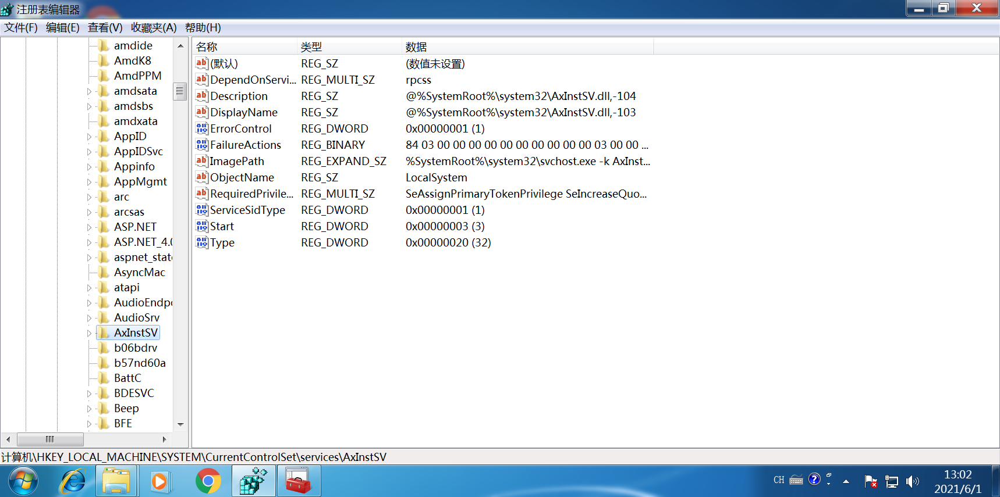 注册表编辑器
文件(F) 编辑(E) 查看(V) 收藏夹(A) 帮助(H)
amdide
AmdK8
AmdPPM
amdsata
amdsbs
amdxata
AppID
AppIDSvc
Appinfo
AppMgmt
arc
arcsas
ASP.NET
ASP.NET_4.0
aspnet_state
AsyncMac
atapi
AudioEndpo
AudioSrv
AxInstSV
b06bdrv
b57nd60a
BattC
BDESVC
Beep
BFE
名称 类型 数据
(默认) REG_SZ (数值未设置)
DependOnServi... REG_MULTI_SZ rpcss
Description REG_SZ @%SystemRoot%\system32\AxInstSV.dll,-104
DisplayName REG_SZ @%SystemRoot%\system32\AxInstSV.dll,-103
ErrorControl REG_DWORD 0x00000001 (1)
FailureActions REG_BINARY 84 03 00 00 00 00 00 00 00 00 00 00 03 00 00 ...
ImagePath REG_EXPAND_SZ %SystemRoot%\system32\svchost.exe -k AxInst...
ObjectName REG_SZ LocalSystem
RequiredPrivile... REG_MULTI_SZ SeAssignPrimaryTokenPrivilege SeIncreaseQuo...
ServiceSidType REG_DWORD 0x00000001 (1)
Start REG_DWORD 0x00000003 (3)
Type REG_DWORD 0x00000020 (32)
计算机\HKEY_LOCAL_MACHINE\SYSTEM\CurrentControlSet\services\AxInstSV
CH
13:02
2021/6/1